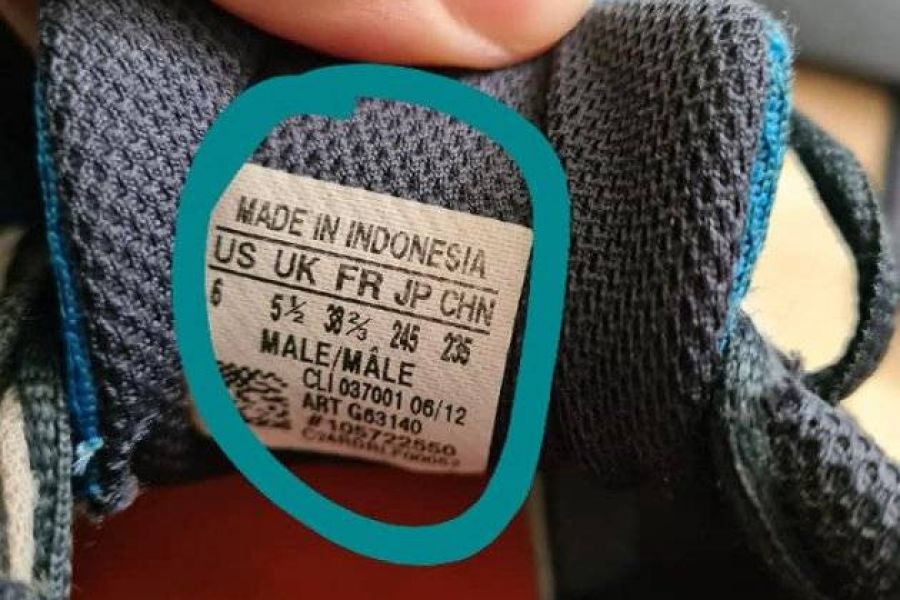 MADE IN INDONESIA
US UK FR JP CHN
6 5½ 38⅔ 245 235
MALE/MÂLE
CLI 037001 06/12
ART G63140
#105722550